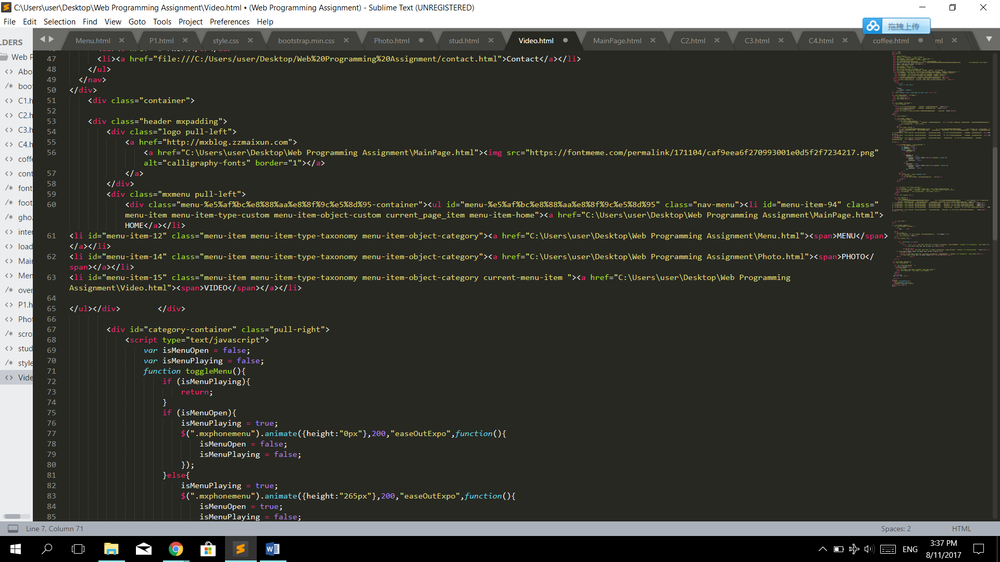 C:\Users\user\Desktop\Web Programming Assignment\Video.html • (Web Programming Assignment) - Sublime Text (UNREGISTERED)
File Edit Selection Find View Goto Tools Project Preferences Help
拖拽上传
LDERS
Menu.html P1.html style.css bootstrap.min.css Photo.html stud.html Video.html MainPage.html C2.html C3.html C4.html coffee.html ml
Web P
Abo
boo
C1.h
C2.h
C3.h
C4.h
coff
cont
font
foot
gho.
inter
load
Mair
Men
over
P1.h
Phot
scro
stud
style
Vide
47 <li><a href="file:///C:/Users/user/Desktop/Web%20Programming%20Assignment/contact.html">Contact</a></li>
48 </ul>
49 </nav>
50 </div>
51 <div class="container">
52
53 <div class="header mxpadding">
54 <div class="logo pull-left">
55 <a href="http://mxblog.zzmaixun.com">
56 <a href="C:\Users\user\Desktop\Web Programming Assignment\MainPage.html"><img src="https://fontmeme.com/permalink/171104/caf9eea6f270993001e0d5f2f7234217.png"
alt="calligraphy-fonts" border="1"></a>
57 </a>
58 </div>
59 <div class="mxmenu pull-left">
60 <div class="menu-%e5%af%bc%e8%88%aa%e8%8f%9c%e5%8d%95-container"><ul id="menu-%e5%af%bc%e8%88%aa%e8%8f%9c%e5%8d%95" class="nav-menu"><li id="menu-item-94" class="
menu-item menu-item-type-custom menu-item-object-custom current_page_item menu-item-home"><a href="C:\Users\user\Desktop\Web Programming Assignment\MainPage.html">
HOME</a></li>
61 <li id="menu-item-12" class="menu-item menu-item-type-taxonomy menu-item-object-category"><a href="C:\Users\user\Desktop\Web Programming Assignment\Menu.html"><span>MENU</span>
</a></li>
62 <li id="menu-item-14" class="menu-item menu-item-type-taxonomy menu-item-object-category"><a href="C:\Users\user\Desktop\Web Programming Assignment\Photo.html"><span>PHOTO</
span></a></li>
63 <li id="menu-item-15" class="menu-item menu-item-type-taxonomy menu-item-object-category current-menu-item "><a href="C:\Users\user\Desktop\Web Programming
Assignment\Video.html"><span>VIDEO</span></a></li>
64
65 </ul></div> </div>
66
67 <div id="category-container" class="pull-right">
68 <script type="text/javascript">
69 var isMenuOpen = false;
70 var isMenuPlaying = false;
71 function toggleMenu(){
72 if (isMenuPlaying){
73 return;
74 }
75 if (isMenuOpen){
76 isMenuPlaying = true;
77 $(".mxphonemenu").animate({height:"0px"},200,"easeOutExpo",function(){
78 isMenuOpen = false;
79 isMenuPlaying = false;
80 });
81 }else{
82 isMenuPlaying = true;
83 $(".mxphonemenu").animate({height:"265px"},200,"easeOutExpo",function(){
84 isMenuOpen = true;
85 isMenuPlaying = false;
Line 7, Column 71 Spaces: 2 HTML
ENG
3:37 PM
8/11/2017